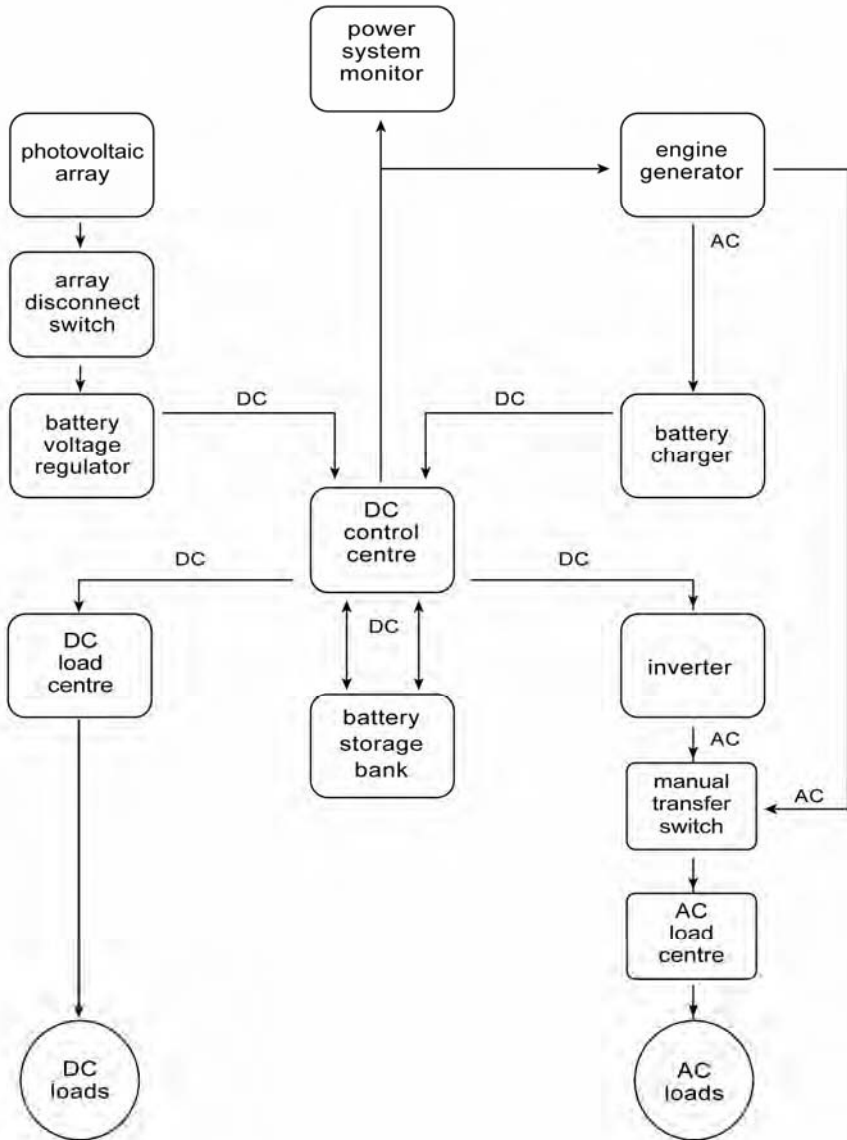 power
system
monitor
photovoltaic
array
engine
generator
AC
array
disconnect
switch
DC
DC
battery
voltage
regulator
battery
charger
DC
control
centre
DC
DC
DC
load
centre
DC
inverter
battery
storage
bank
AC
manual
transfer
switch
AC
AC
load
centre
DC
loads
AC
loads